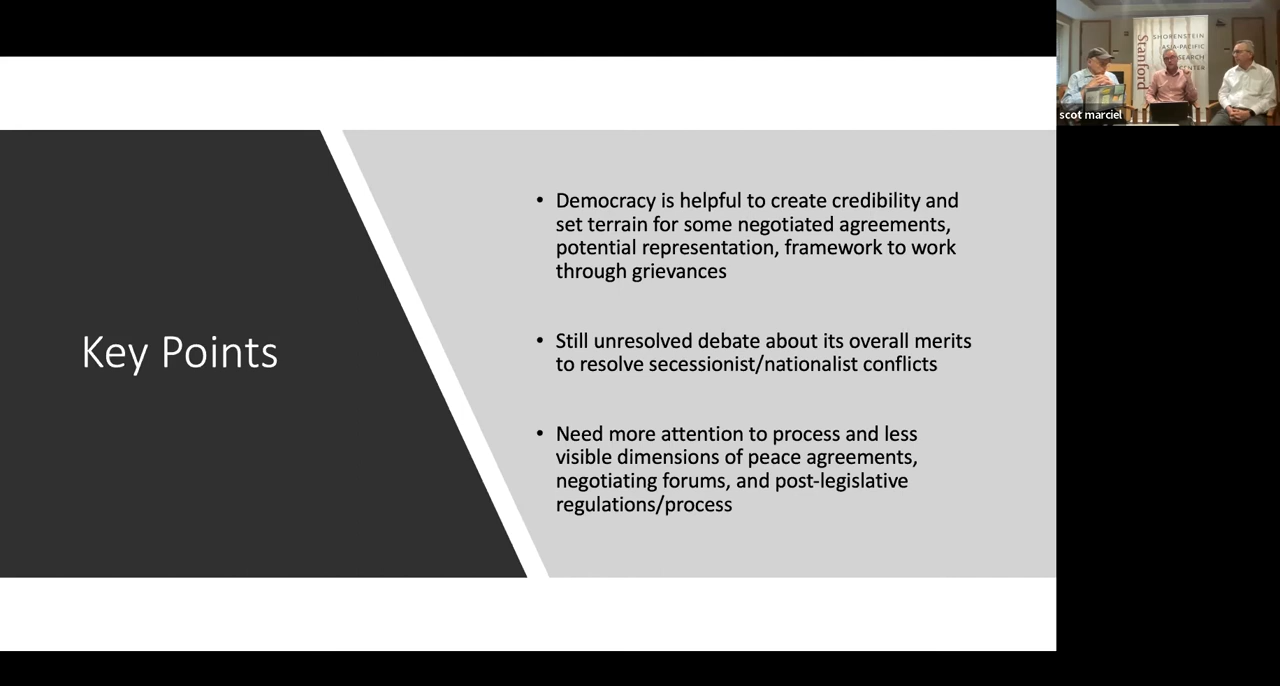 Key Points
• Democracy is helpful to create credibility and
set terrain for some negotiated agreements,
potential representation, framework to work
through grievances
• Still unresolved debate about its overall merits
to resolve secessionist/nationalist conflicts
• Need more attention to process and less
visible dimensions of peace agreements,
negotiating forums, and post-legislative
regulations/process
Stanford
SHORENSTEIN
ASIA-PACIFIC
CENTER
scot marciel